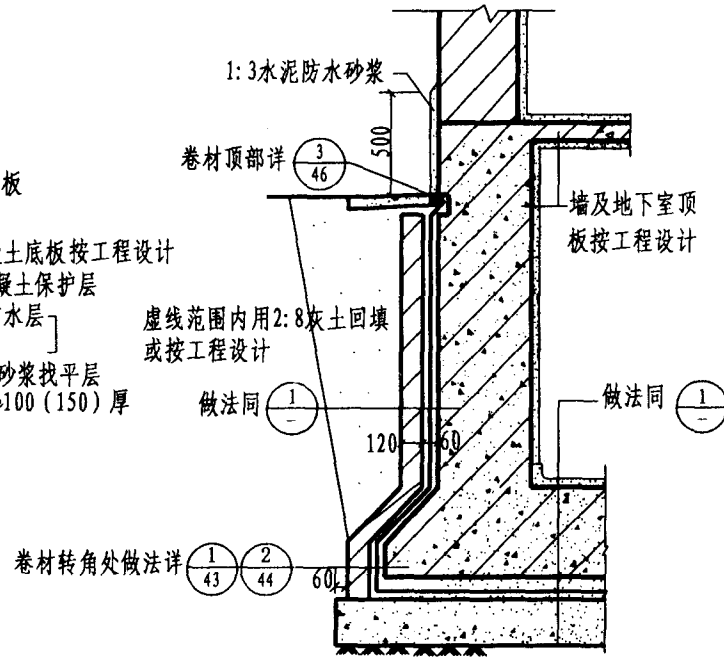 1:3水泥防水砂浆
500
卷材顶部详 3/46
板
墙及地下室顶
板按工程设计
土底板按工程设计
凝土保护层
水层
虚线范围内用2:8灰土回填
或按工程设计
砂浆找平层
100(150)厚
做法同 1/–
做法同 1/–
120
60
卷材转角处做法详 1/43 2/44
60